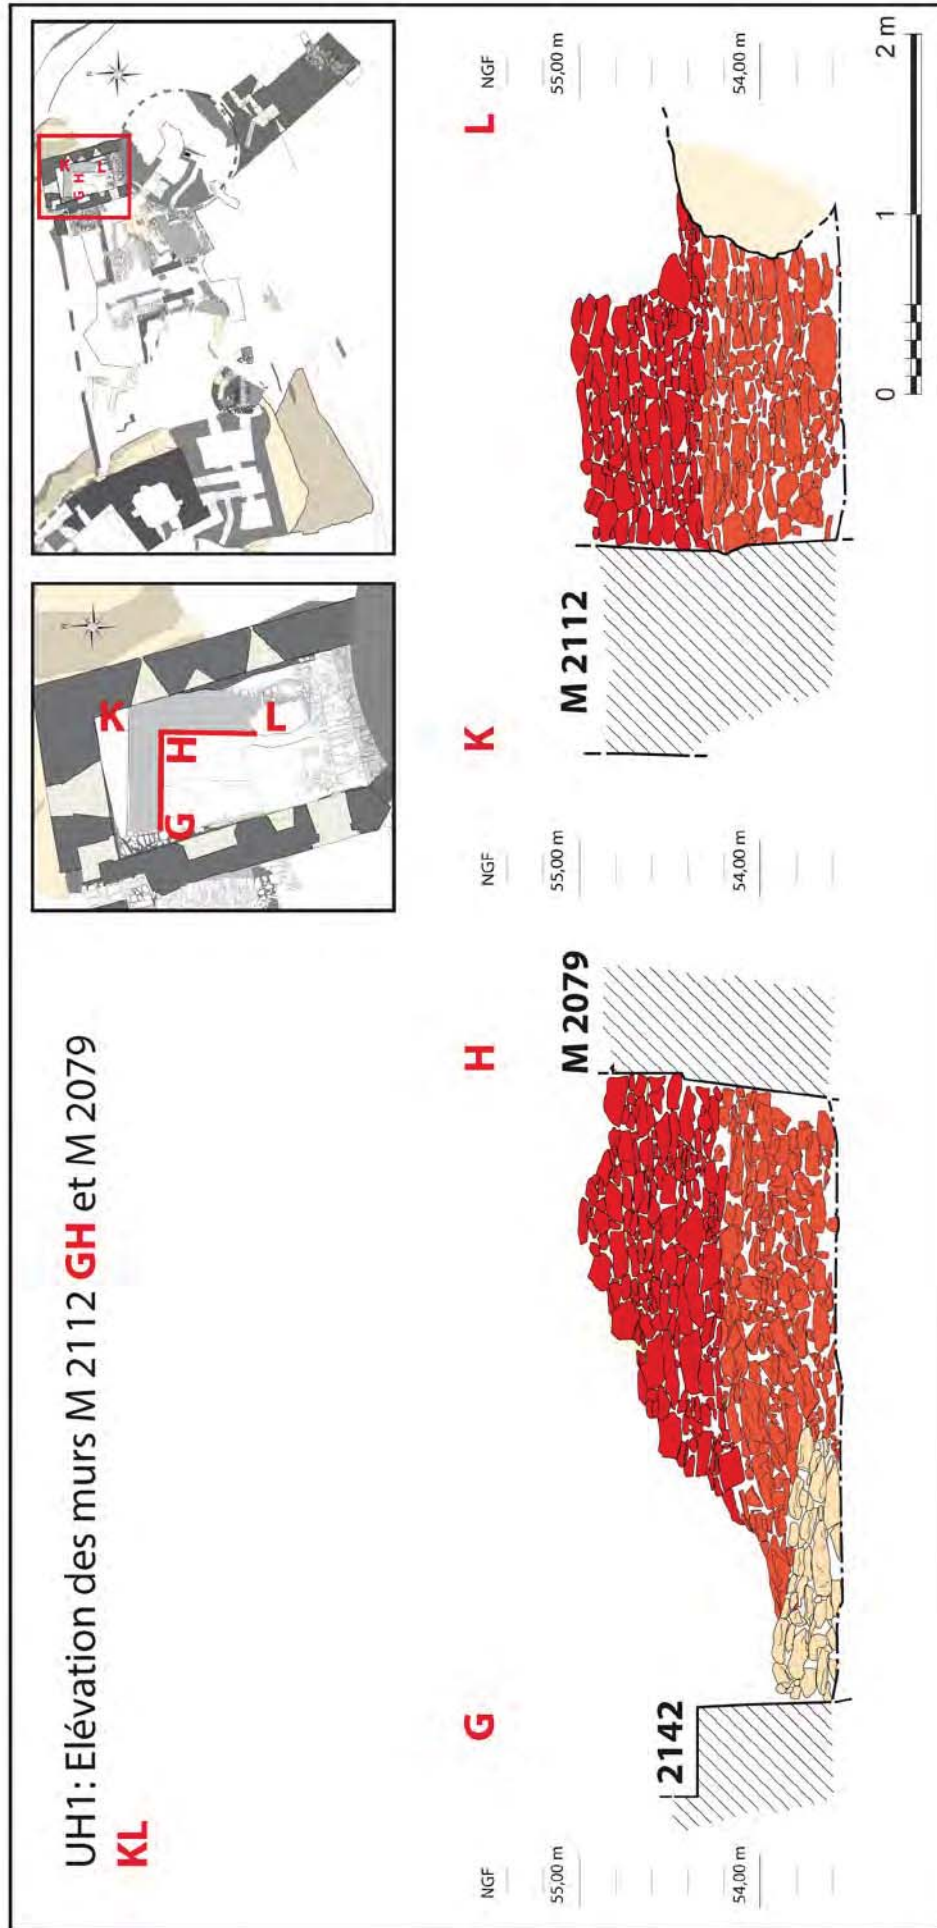 UH1: Elévation des murs M 2112 GH et M 2079
KL
K
G H
L
N
K
G H
L
N
G
H
K
L
NGF
55,00 m
54,00 m
2142
M 2079
NGF
55,00 m
54,00 m
M 2112
NGF
55,00 m
54,00 m
0 1 2 m